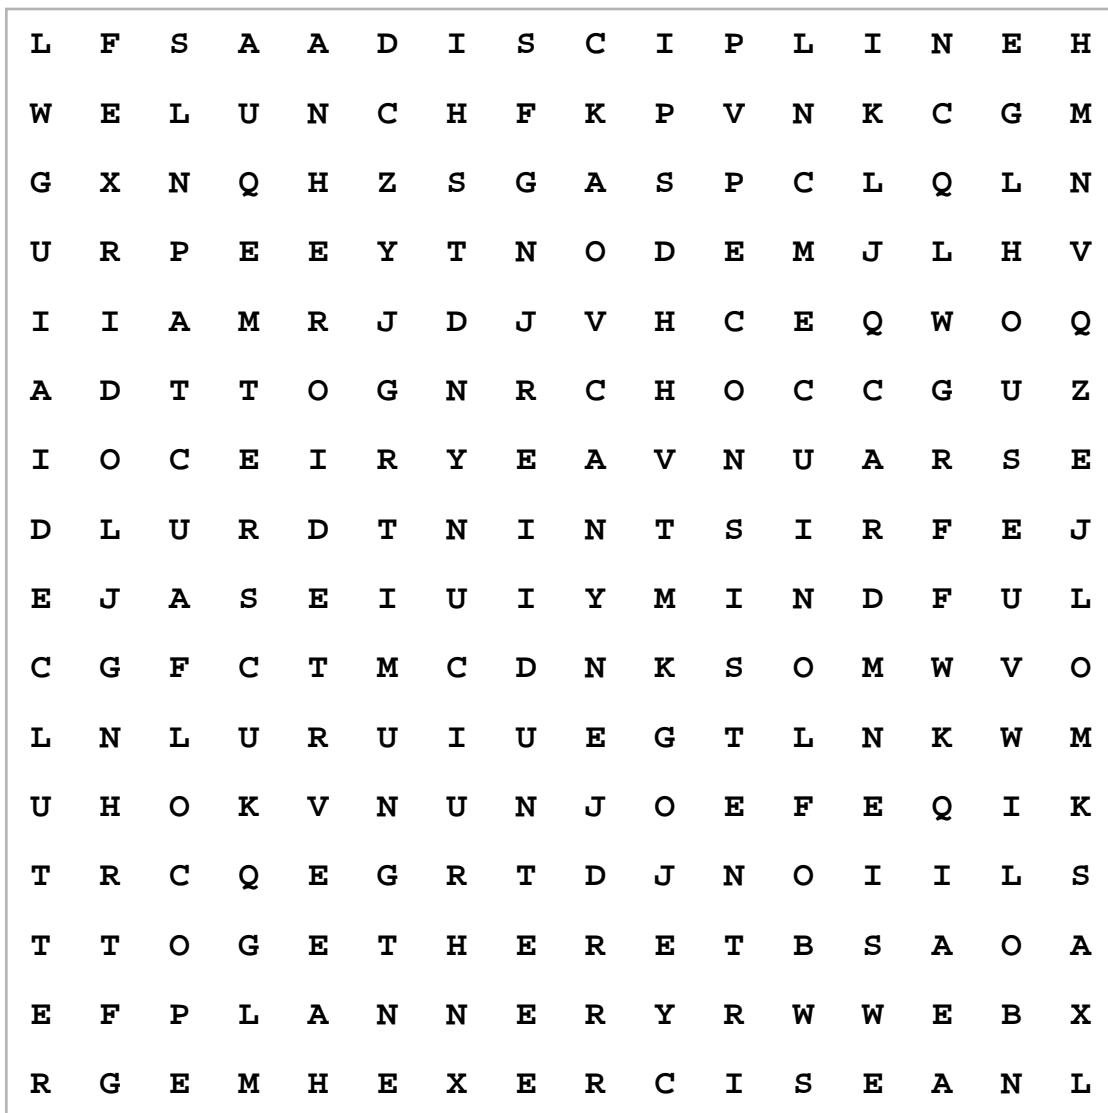 L F S A A D I S C I P L I N E H
W E L U N C H F K P V N K C G M
G X N Q H Z S G A S P C L Q L N
U R P E E Y T N O D E M J L H V
I I A M R J D J V H C E Q W O Q
A D T T O G N R C H O C C G U Z
I O C E I R Y E A V N U A R S E
D L U R D T N I N T S I R F E J
E J A S E I U I Y M I N D F U L
C G F C T M C D N K S O M W V O
L N L U R U I U E G T L N K W M
U H O K V N U N J O E F E Q I K
T R C Q E G R T D J N O I I L S
T T O G E T H E R E T B S A O A
E F P L A N N E R Y R W W E B X
R G E M H E X E R C I S E A N L